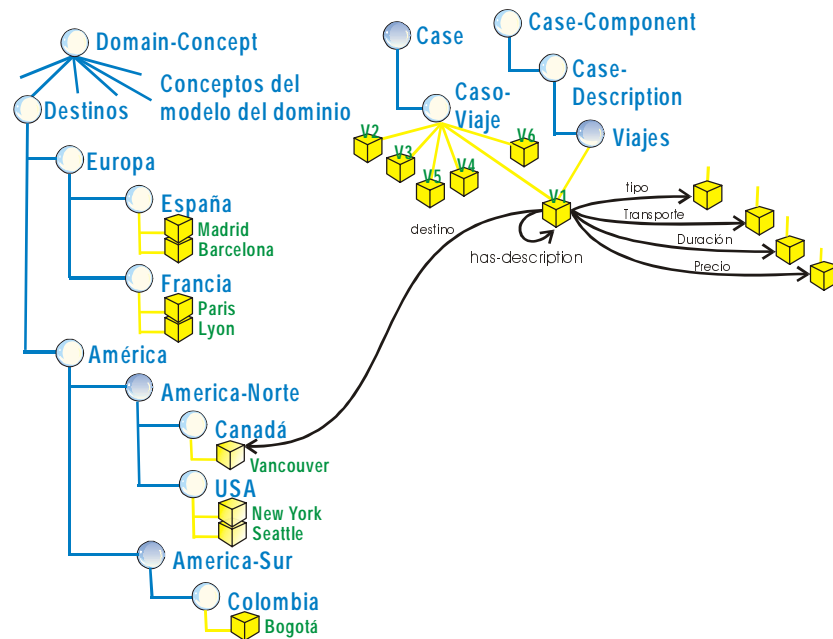 Domain-Concept
Conceptos del
modelo del dominio
Destinos
Europa
España
Madrid
Barcelona
Francia
Paris
Lyon
América
America-Norte
Canadá
Vancouver
USA
New York
Seattle
America-Sur
Colombia
Bogotá
Case
Case-Component
Caso-
Viaje
Case-
Description
Viajes
V2
V3
V5
V4
V6
V1
destino
has-description
tipo
Transporte
Duración
Precio